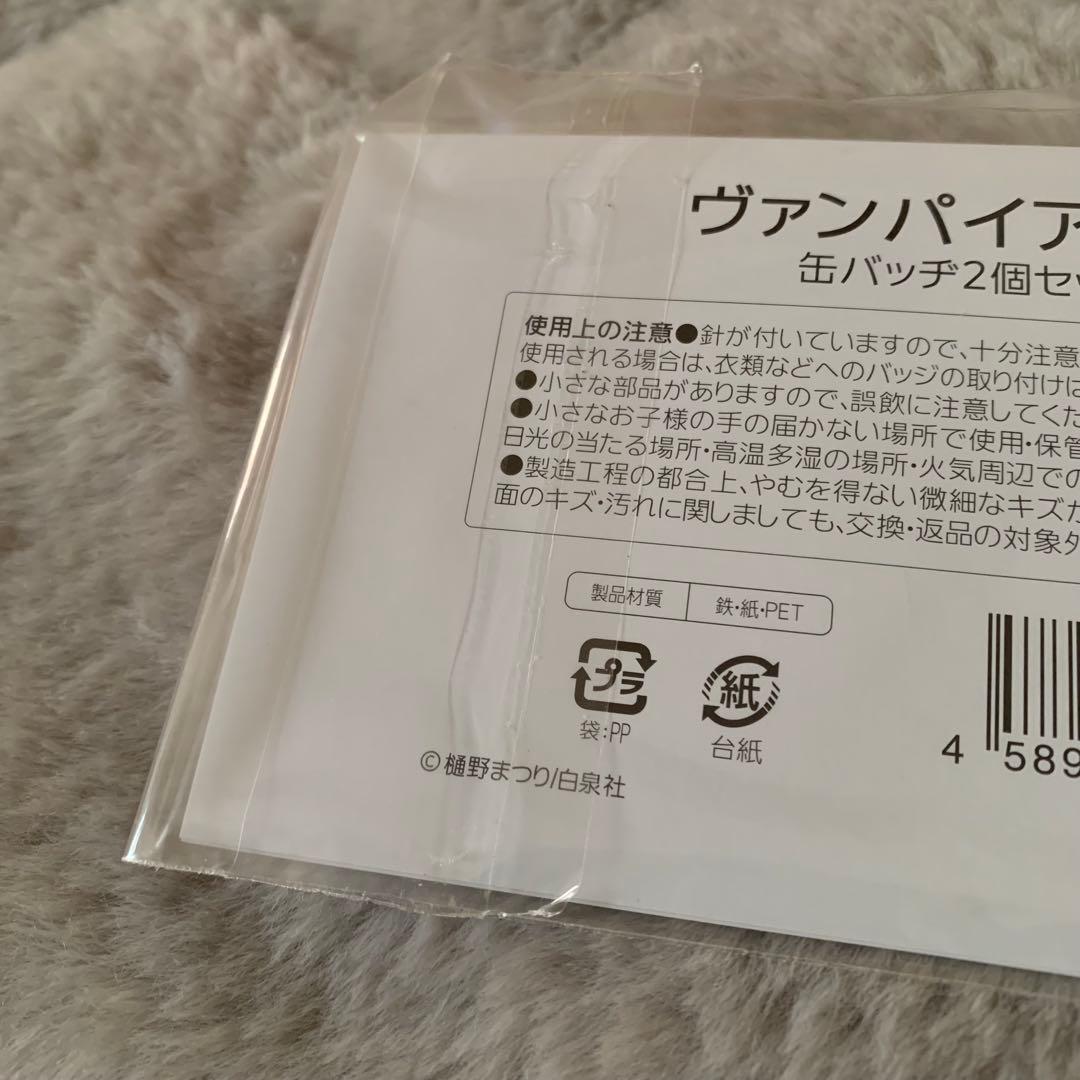 ヴァンパイア
缶バッヂ2個セ
使用上の注意●針が付いていますので、十分注意
使用される場合は、衣類などへのバッジの取り付けは
●小さな部品がありますので、誤飲に注意してくだ
●小さなお子様の手の届かない場所で使用・保管
日光の当たる場所・高温多湿の場所・火気周辺での
●製造工程の都合上、やむを得ない微細なキズが
面のキズ・汚れに関しましても、交換・返品の対象外
製品材質 鉄・紙・PET
プラ 紙
袋:PP 台紙
4 589
©樋野まつり/白泉社